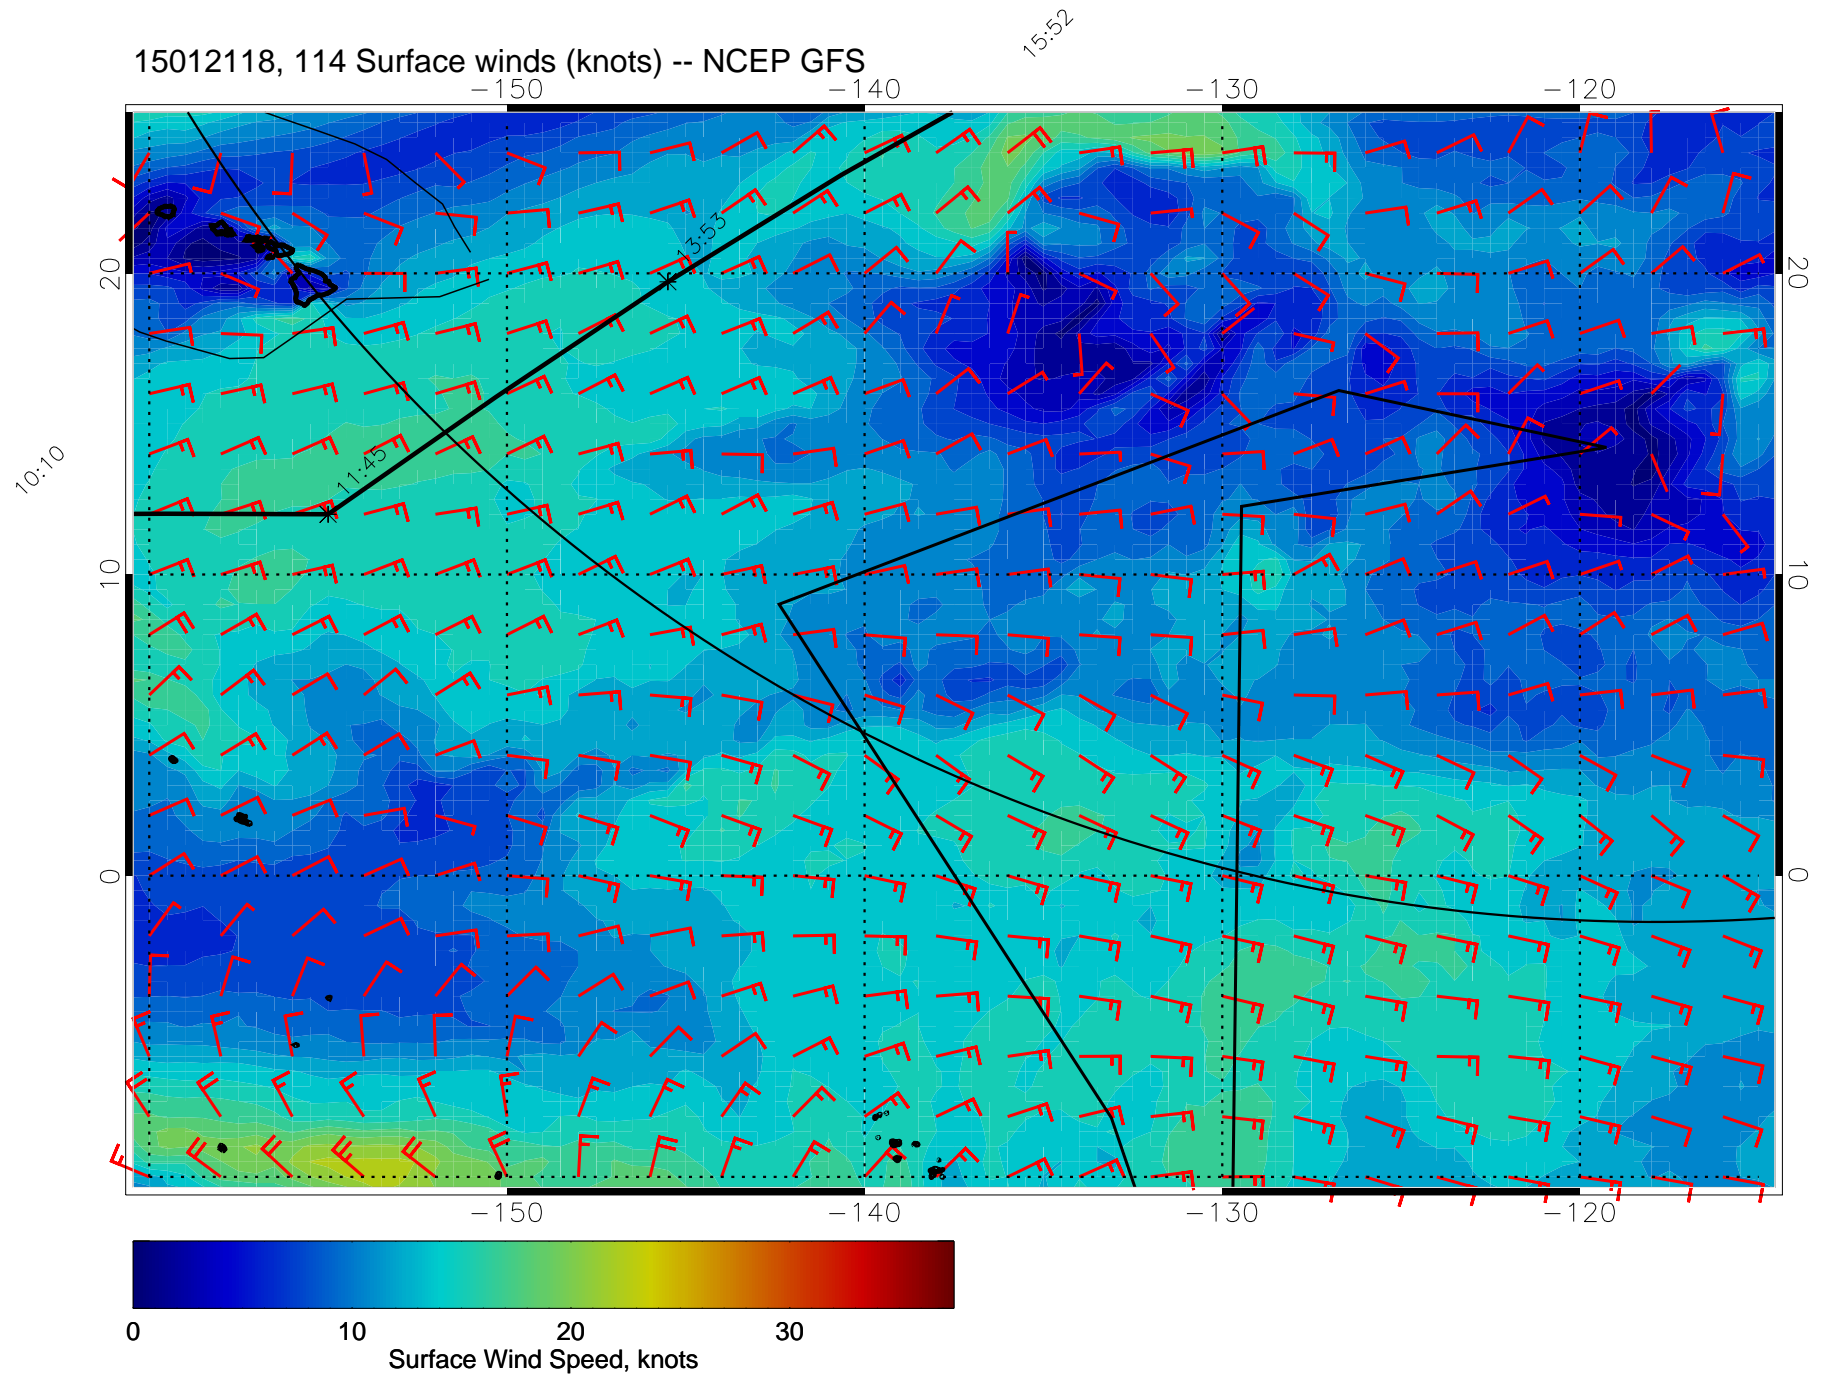 15:52
15012118, 114 Surface winds (knots) -- NCEP GFS
-150 -140 -130 -120
13:53
20 20
10:10
11:45
10 10
0 0
-150 -140 -130 -120
0 10 20 30
Surface Wind Speed, knots